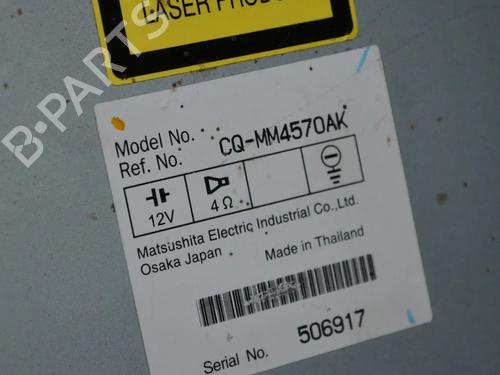 LASER PRODU
Model No. CQ-MM4570AK
Ref. No.
12V
4 Ω
Matsushita Electric Industrial Co., Ltd.
Osaka Japan Made in Thailand
Serial No. 506917
B-PARTS